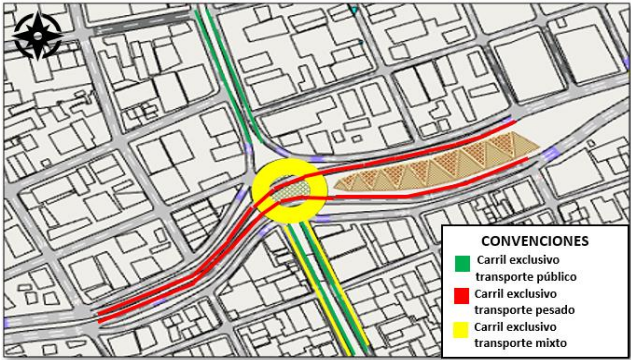 CONVENCIONES
Carril exclusivo
transporte público
Carril exclusivo
transporte pesado
Carril exclusivo
transporte mixto